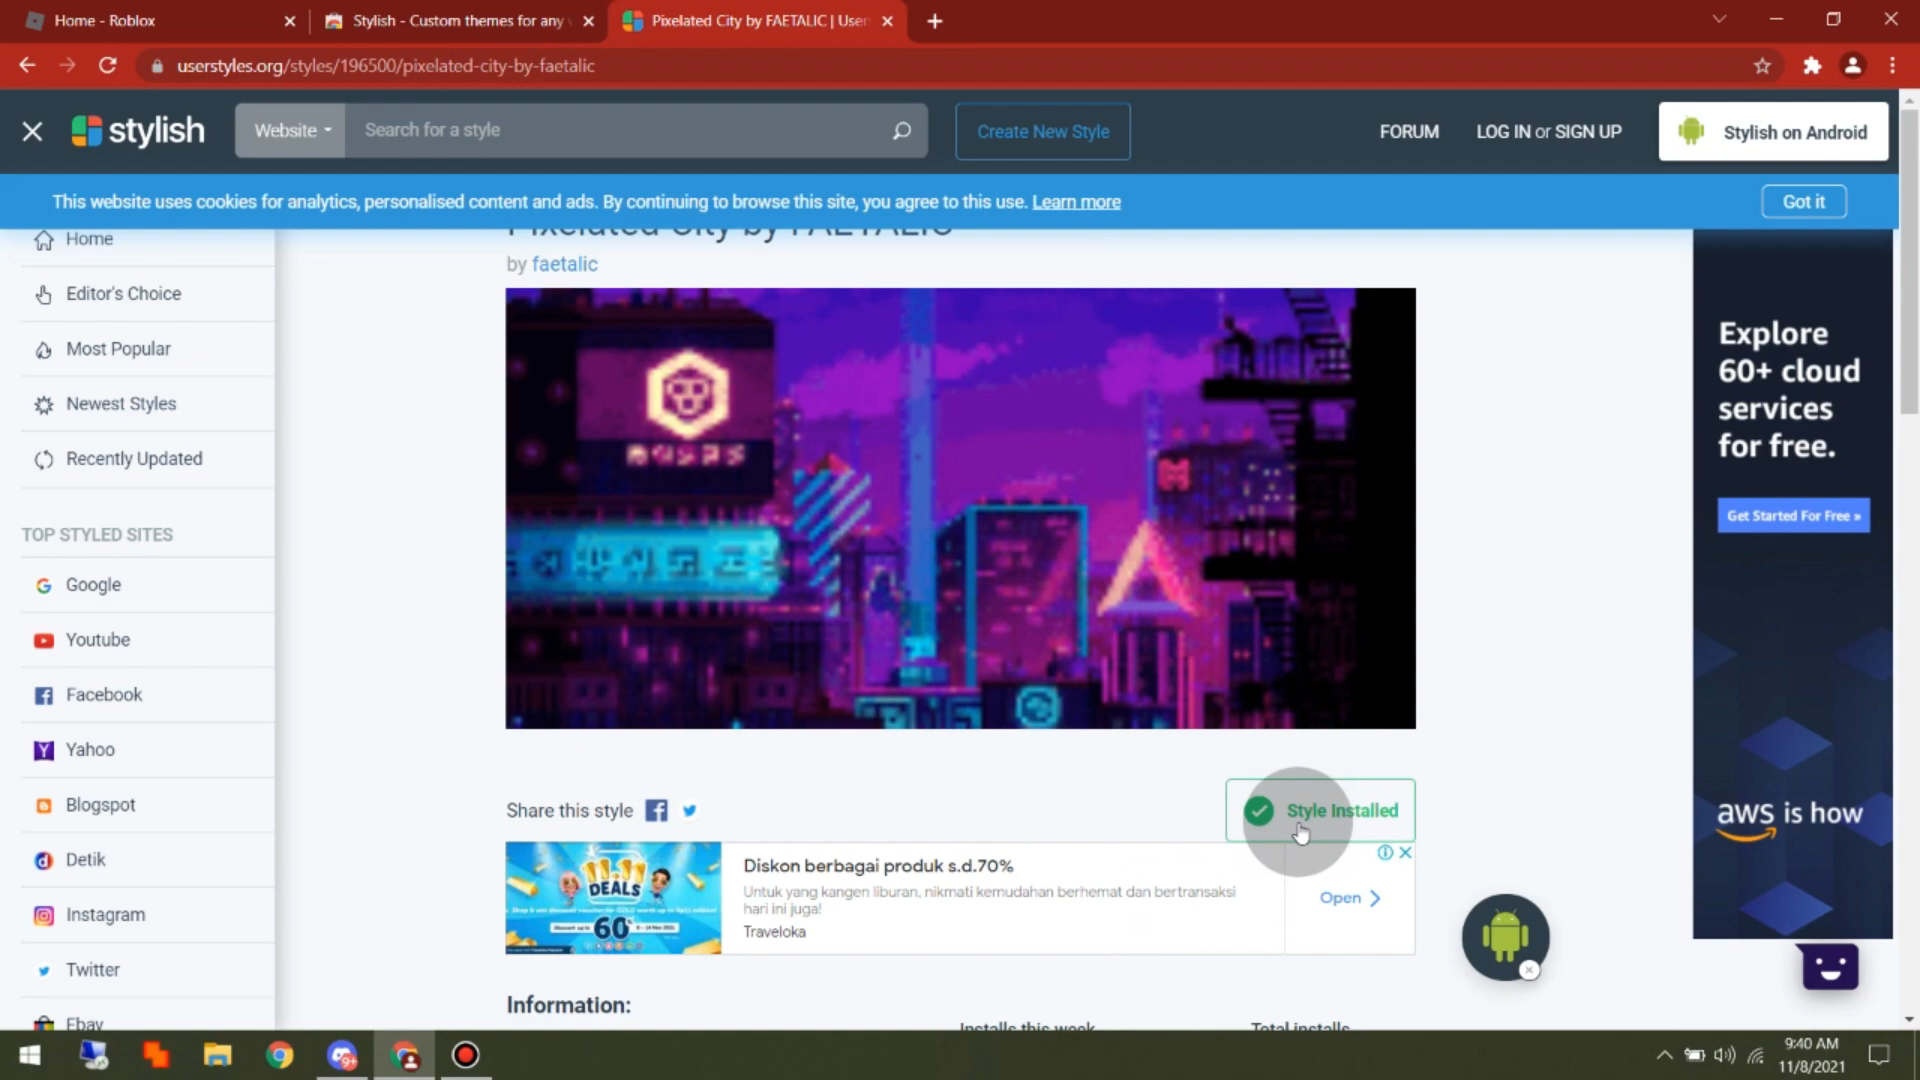 Home - Roblox
Stylish - Custom themes for any
Pixelated City by FAETALIC | User
userstyles.org/styles/196500/pixelated-city-by-faetalic
stylish
Website
Search for a style
Create New Style
FORUM
LOG IN or SIGN UP
Stylish on Android
This website uses cookies for analytics, personalised content and ads. By continuing to browse this site, you agree to this use. Learn more
Got it
Pixelated City by FAETALIC
by faetalic
Home
Editor's Choice
Most Popular
Newest Styles
Recently Updated
TOP STYLED SITES
Google
Youtube
Facebook
Yahoo
Blogspot
Detik
Instagram
Twitter
Ebay
Share this style
Style Installed
11.11
DEALS
60%
Diskon berbagai produk s.d.70%
Untuk yang kangen liburan, nikmati kemudahan berhemat dan bertransaksi
hari ini juga!
Traveloka
Open
Information:
Installs this week
Total installs
Explore
60+ cloud
services
for free.
Get Started For Free »
aws is how
9+
9:40 AM
11/8/2021